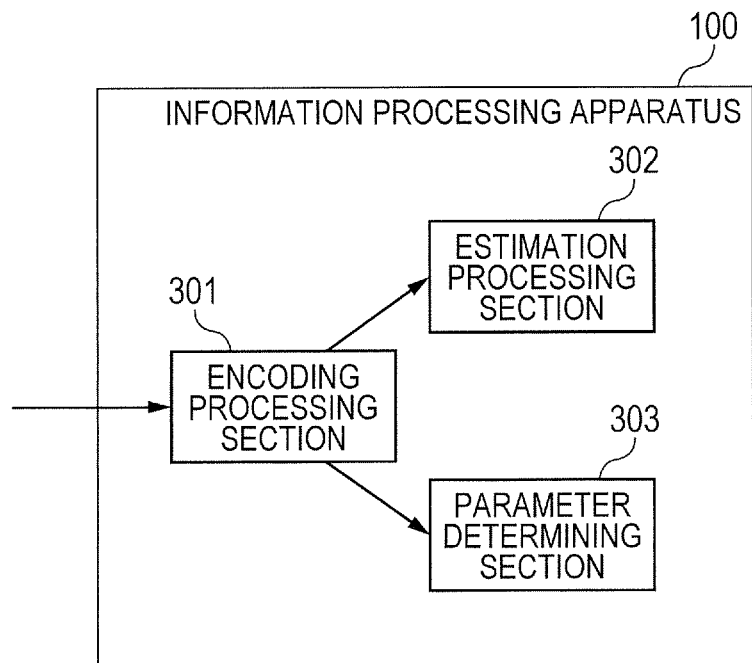 100
INFORMATION PROCESSING APPARATUS
302
ESTIMATION
PROCESSING
SECTION
301
ENCODING
PROCESSING
SECTION
303
PARAMETER
DETERMINING
SECTION